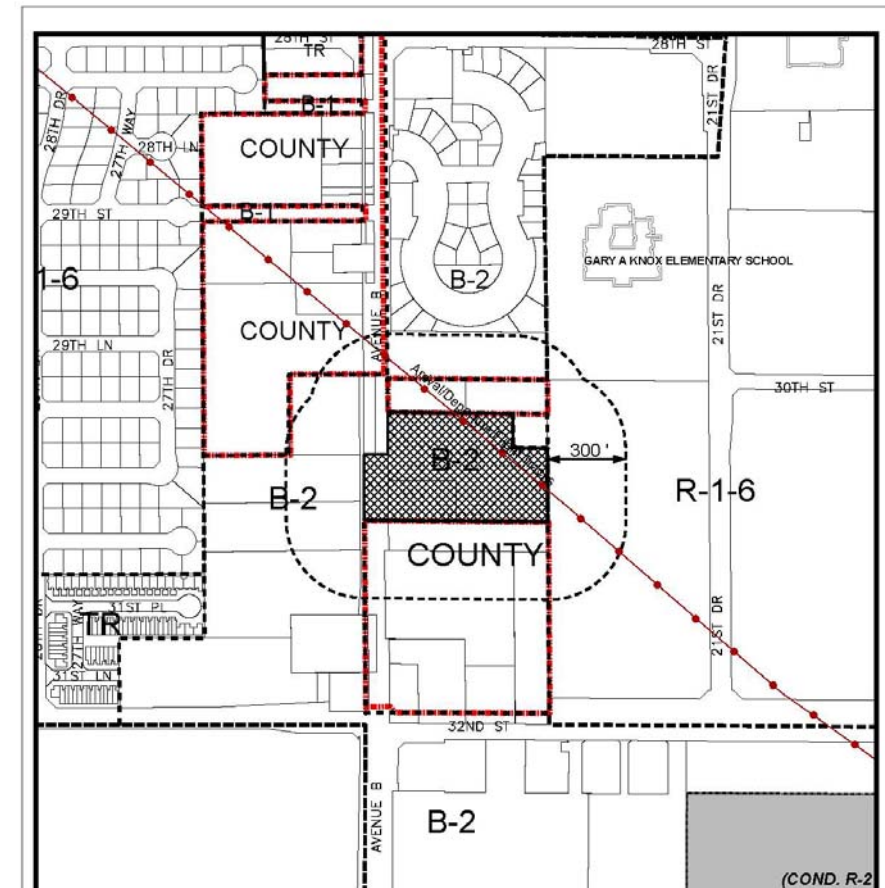 28TH ST
TR
28TH ST
21ST DR
B-1
28TH DR
27TH WAY
28TH LN
COUNTY
29TH ST
B-1
GARY A KNOX ELEMENTARY SCHOOL
1-6
B-2
AVENUE B
COUNTY
21ST DR
29TH LN
27TH DR
30TH ST
B-2
300 '
B-2
R-1-6
COUNTY
31ST PL
TR
27TH WAY
21ST DR
31ST LN
32ND ST
AVENUE B
B-2
(COND. R-2